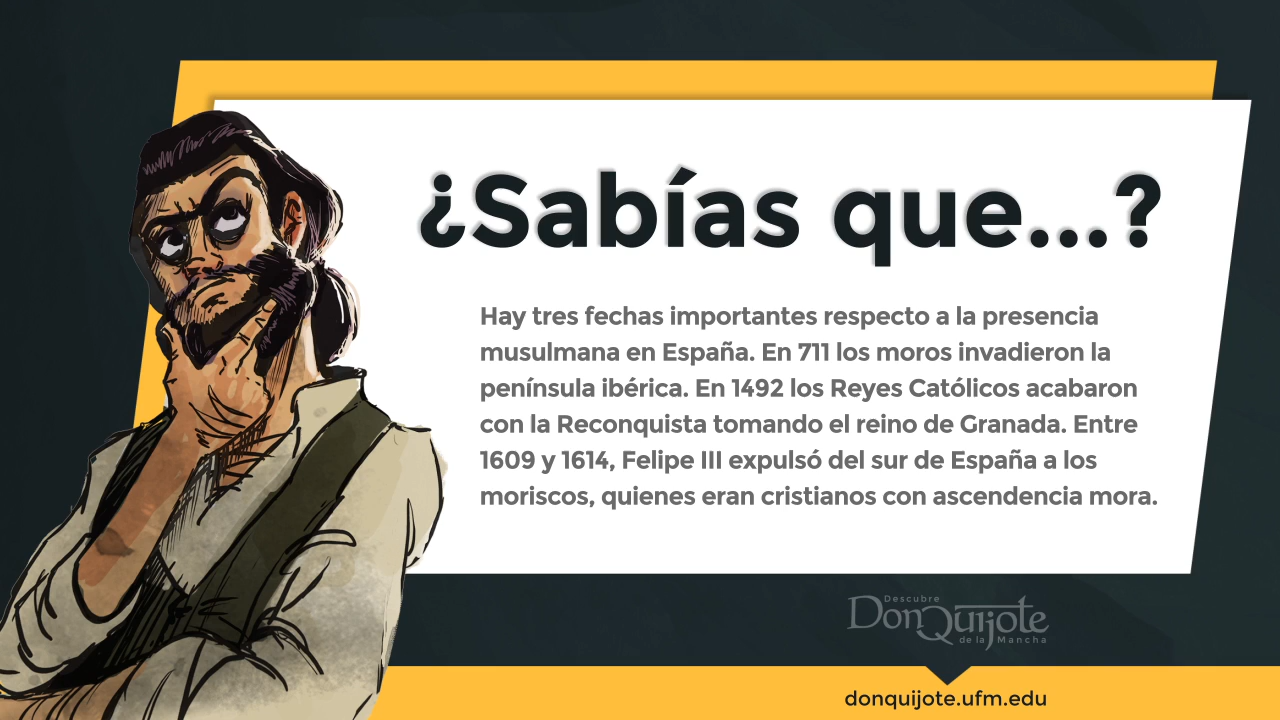 ¿Sabías que...?
Hay tres fechas importantes respecto a la presencia
musulmana en España. En 711 los moros invadieron la
península ibérica. En 1492 los Reyes Católicos acabaron
con la Reconquista tomando el reino de Granada. Entre
1609 y 1614, Felipe III expulsó del sur de España a los
moriscos, quienes eran cristianos con ascendencia mora.
Descubre
DonQuijote
de la Mancha
donquijote.ufm.edu